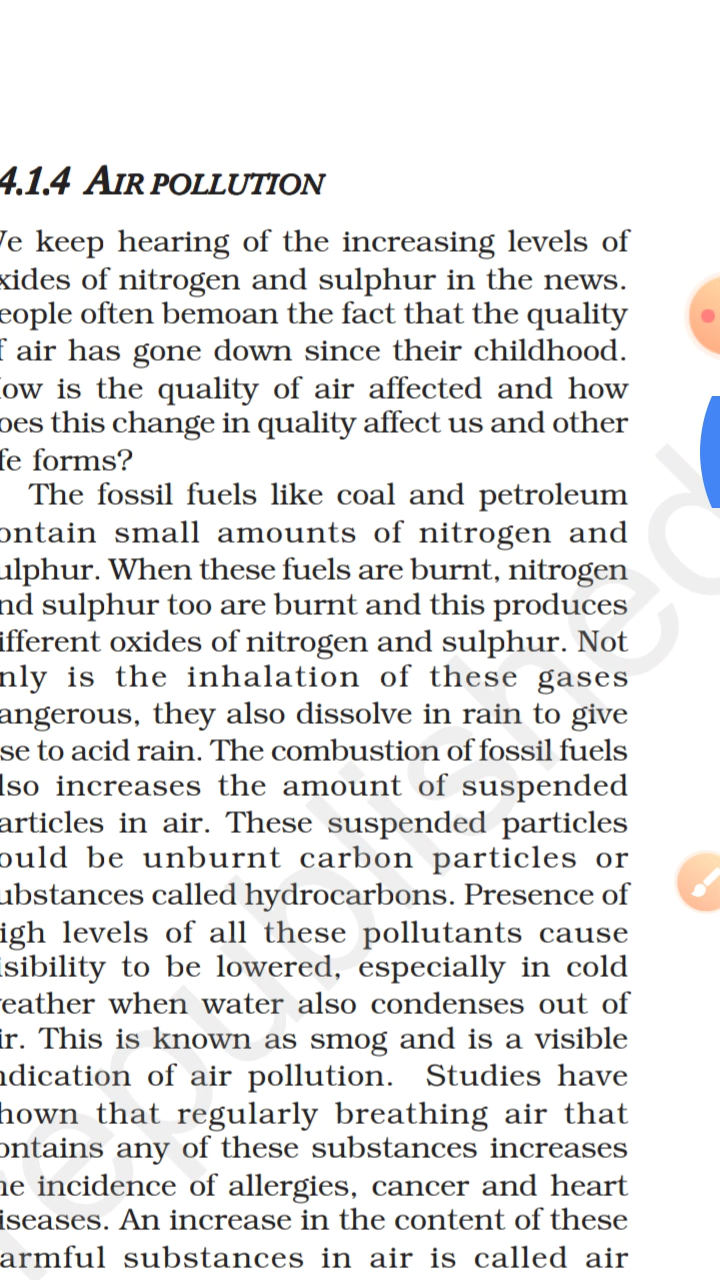 4.1.4 AIR POLLUTION
e keep hearing of the increasing levels of
xides of nitrogen and sulphur in the news.
eople often bemoan the fact that the quality
f air has gone down since their childhood.
ow is the quality of air affected and how
oes this change in quality affect us and other
fe forms?
The fossil fuels like coal and petroleum
ontain small amounts of nitrogen and
ulphur. When these fuels are burnt, nitrogen
nd sulphur too are burnt and this produces
ifferent oxides of nitrogen and sulphur. Not
nly is the inhalation of these gases
angerous, they also dissolve in rain to give
se to acid rain. The combustion of fossil fuels
lso increases the amount of suspended
articles in air. These suspended particles
ould be unburnt carbon particles or
ubstances called hydrocarbons. Presence of
igh levels of all these pollutants cause
isibility to be lowered, especially in cold
eather when water also condenses out of
ir. This is known as smog and is a visible
ndication of air pollution. Studies have
hown that regularly breathing air that
ontains any of these substances increases
he incidence of allergies, cancer and heart
iseases. An increase in the content of these
armful substances in air is called air
republished